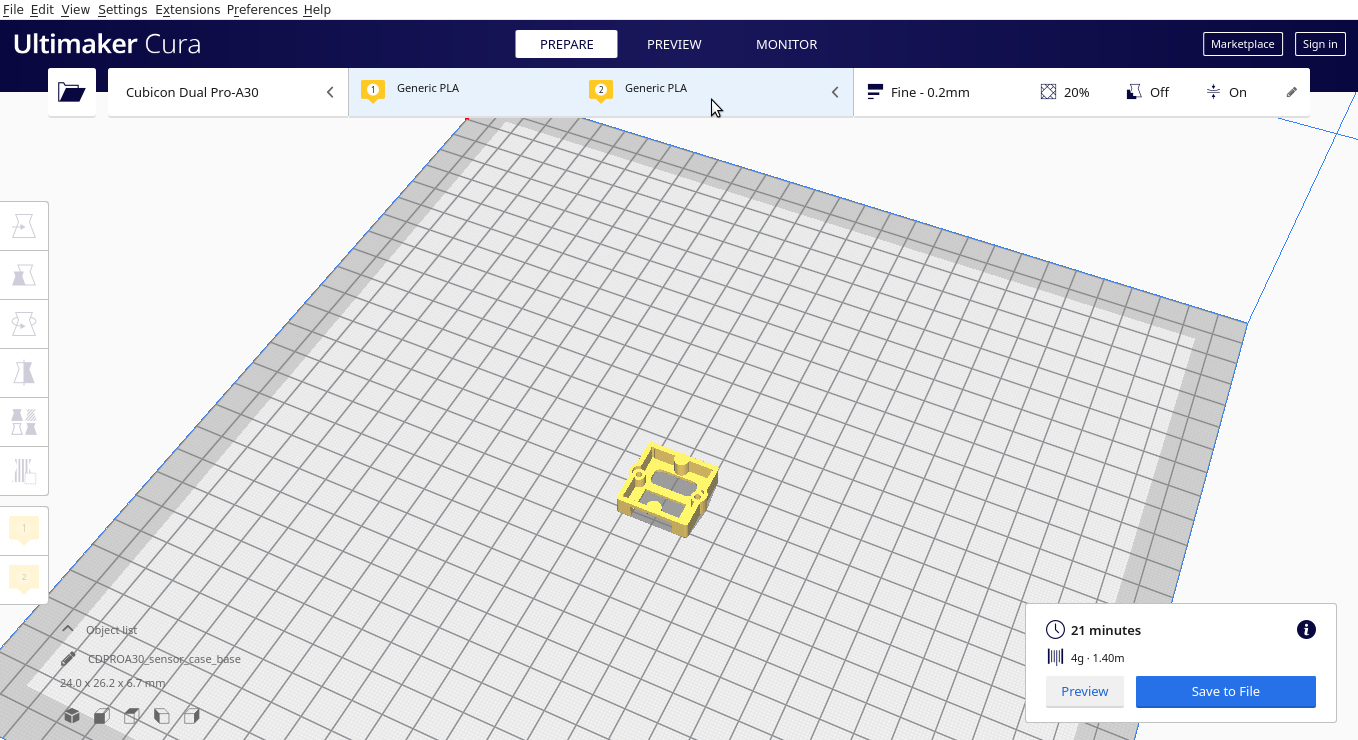 File Edit View Settings Extensions Preferences Help
Ultimaker Cura
PREPARE
PREVIEW
MONITOR
Marketplace
Sign in
Cubicon Dual Pro-A30
1
Generic PLA
2
Generic PLA
Fine - 0.2mm
20%
Off
On
1
2
Object list
CDPROA30_sensor_case_base
24.0 x 26.2 x 6.7 mm
21 minutes
4g · 1.40m
Preview
Save to File